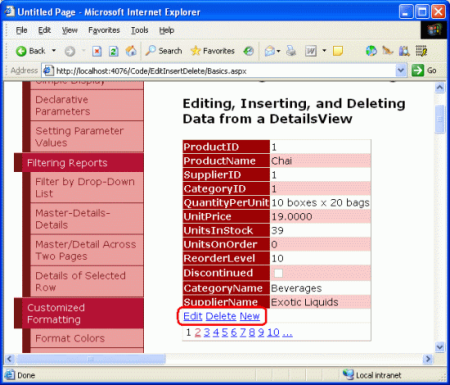 Untitled Page - Microsoft Internet Explorer
File Edit View Favorites Tools Help
Back Search Favorites
Address http://localhost:4076/Code/EditInsertDelete/Basics.aspx Go
Simple Display
Declarative
Parameters
Setting Parameter
Values
Filtering Reports
Filter by Drop-Down
List
Master-Details-
Details
Master/Detail Across
Two Pages
Details of Selected
Row
Customized
Formatting
Format Colors
Editing, Inserting, and Deleting
Data from a DetailsView
ProductID 1
ProductName Chai
SupplierID 1
CategoryID 1
QuantityPerUnit 10 boxes x 20 bags
UnitPrice 19.0000
UnitsInStock 39
UnitsOnOrder 0
ReorderLevel 10
Discontinued
CategoryName Beverages
SupplierName Exotic Liquids
Edit Delete New
1 2 3 4 5 6 7 8 9 10 ...
Done Local intranet